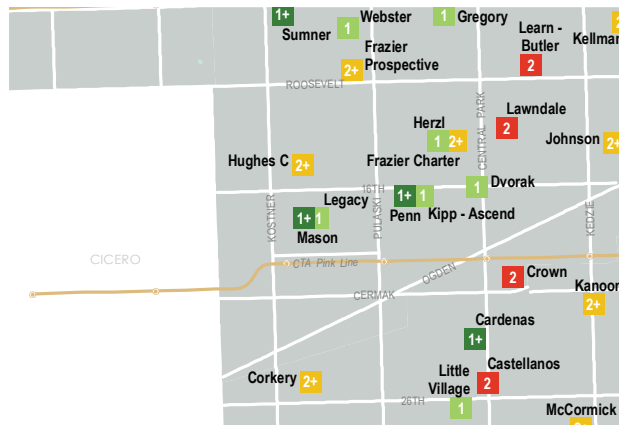 1+
Sumner
1
Webster
1
Gregory
Learn -
Butler
2
Kellman
2
Frazier
Prospective
2+
ROOSEVELT
Herzl
1 2+
Frazier Charter
CENTRAL PARK
Lawndale
2
Johnson
2+
Hughes C
2+
16TH
Dvorak
1
KOSTNER
Legacy
1+ 1
Mason
PULASKI
1+ 1
Penn
Kipp - Ascend
KEDZIE
CICERO
CTA Pink Line
OGDEN
Crown
2
CERMAK
Kanoon
2+
Cardenas
1+
Corkery
2+
Little
Village
1
Castellanos
2
26TH
McCormick
2+